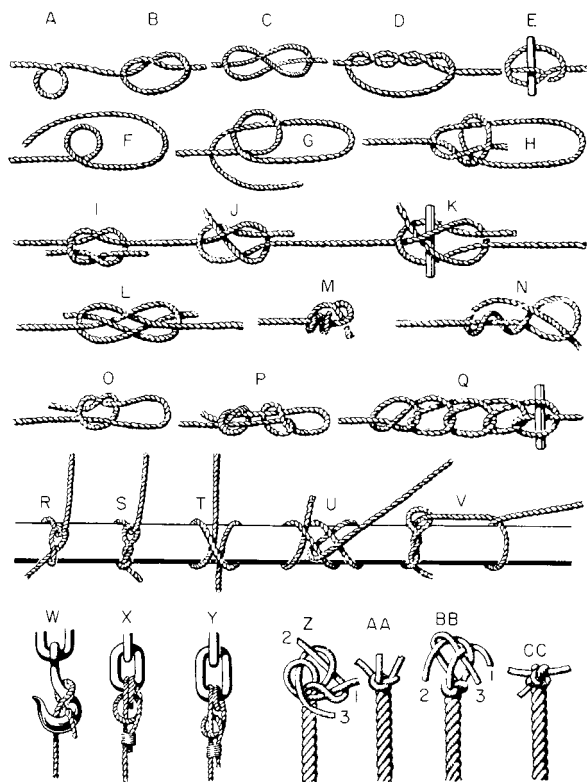 A B C D E
F G H
I J K
L M N
O P Q
R S T U V
W X Y Z AA BB CC
2 1 3 2 3 1